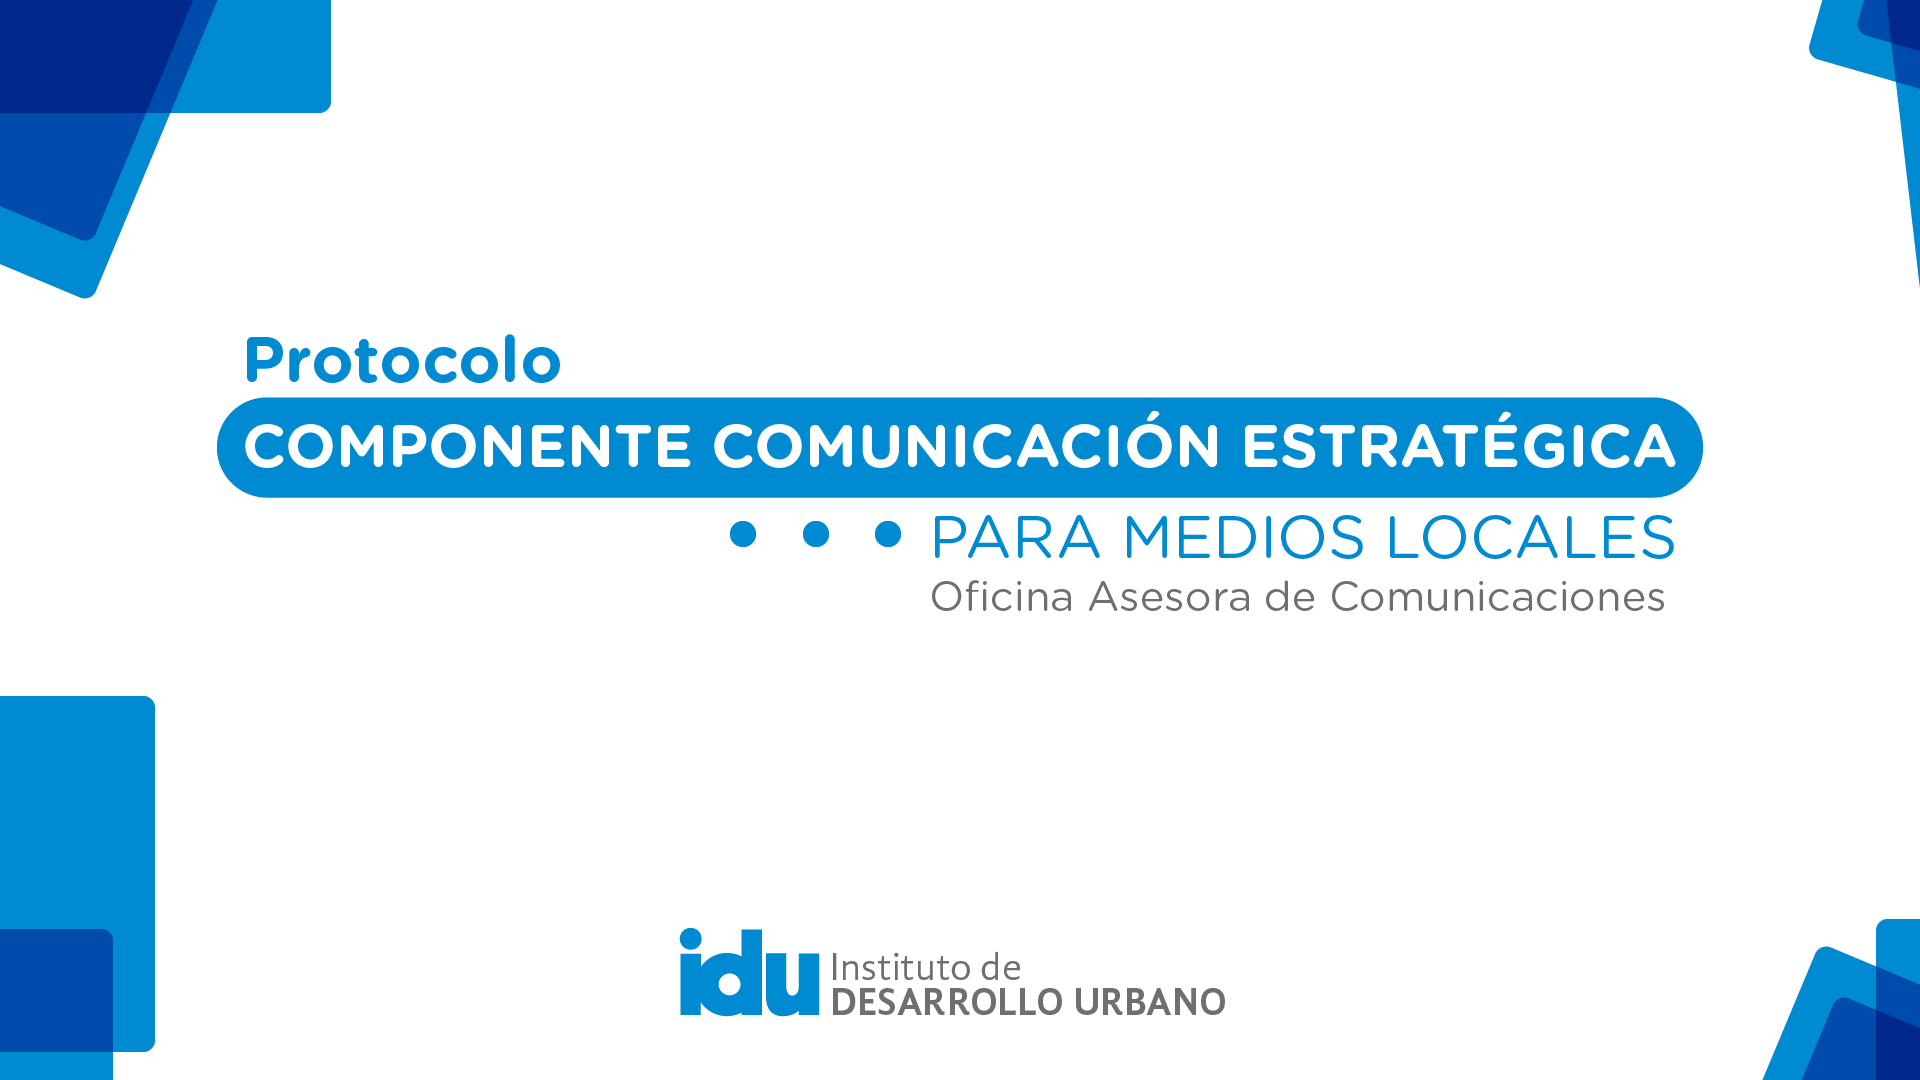 Protocolo
COMPONENTE COMUNICACIÓN ESTRATÉGICA
PARA MEDIOS LOCALES
Oficina Asesora de Comunicaciones
idu
Instituto de
DESARROLLO URBANO